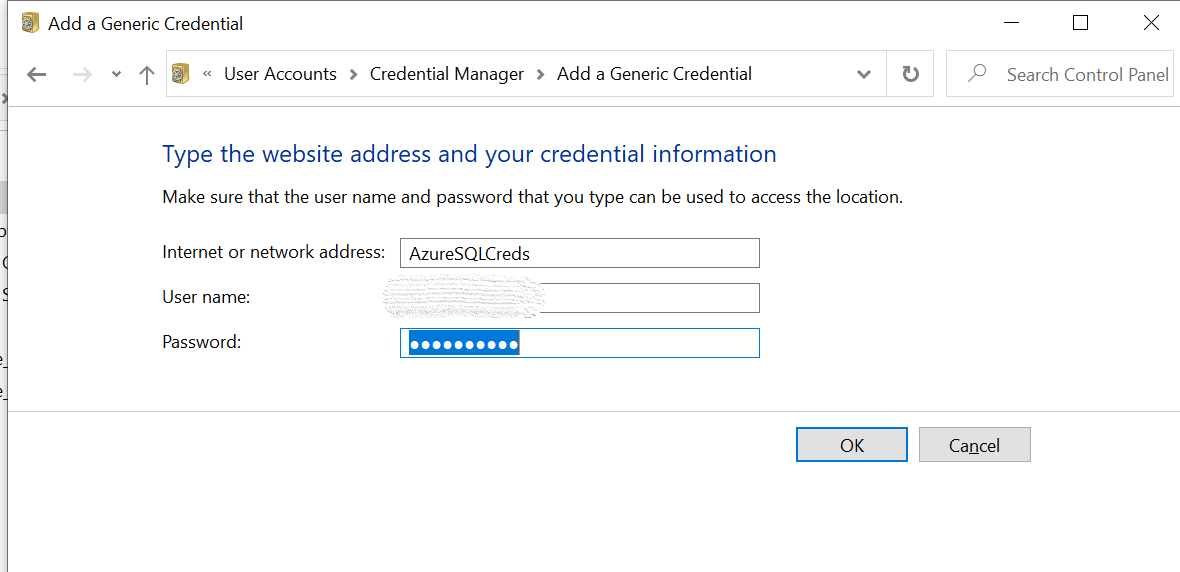 Add a Generic Credential
« User Accounts > Credential Manager > Add a Generic Credential
Search Control Panel
Type the website address and your credential information
Make sure that the user name and password that you type can be used to access the location.
Internet or network address: AzureSQLCreds
User name:
Password: ●●●●●●●●●●
OK Cancel